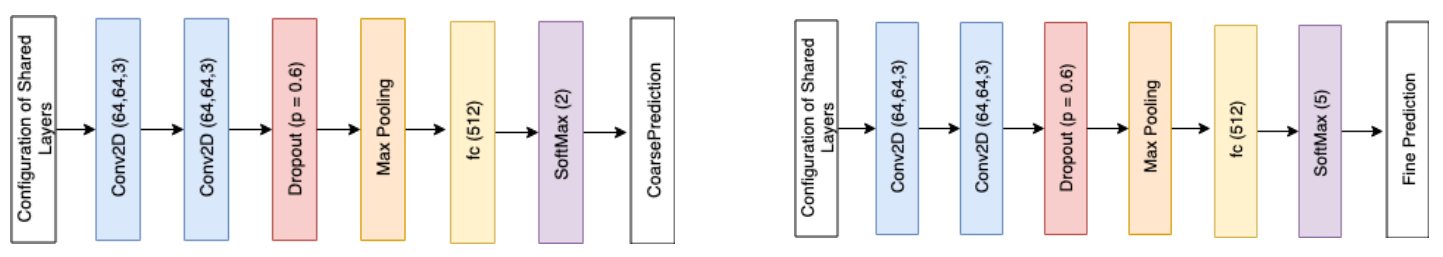 Configuration of Shared
Layers
Conv2D (64,64,3)
Conv2D (64,64,3)
Dropout (p = 0.6)
Max Pooling
fc (512)
SoftMax (2)
CoarsePrediction
Configuration of Shared
Layers
Conv2D (64,64,3)
Conv2D (64,64,3)
Dropout (p = 0.6)
Max Pooling
fc (512)
SoftMax (5)
Fine Prediction